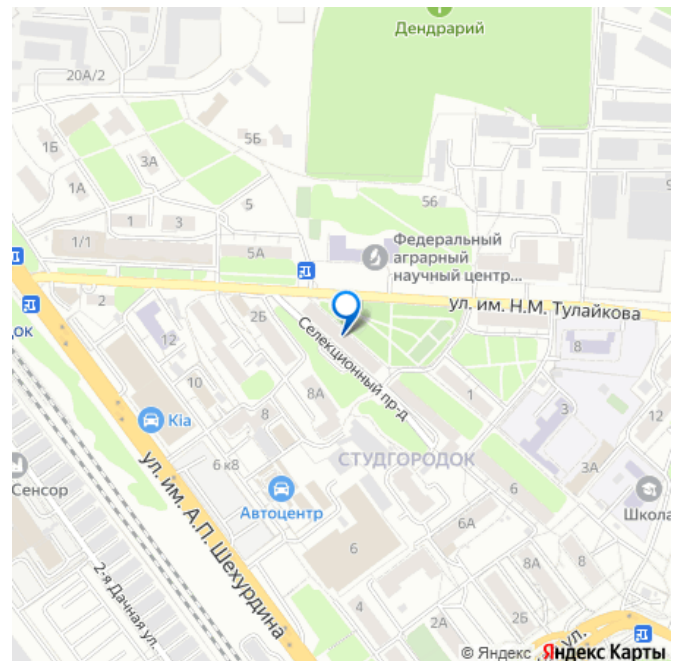 Дендрарий
20А/2
5Б
1Б
3А
1А
5
5б
9
1
3
1/1
5А
Федеральный
аграрный
научный центр...
ул. им. Н.М. Тулайкова
2
2Б
док
12
Селекционный пр-д
8
10
8А
1
3
12
Kia
8
СТУДГОРОДОК
6 к8
3А
Сенсор
ул. им. А.П. Шехурдина
Автоцентр
6
Школа
6А
6
2-я Дачная ул.
8А
8
4
2А
2Б
ул.
© Яндекс Яндекс Карты